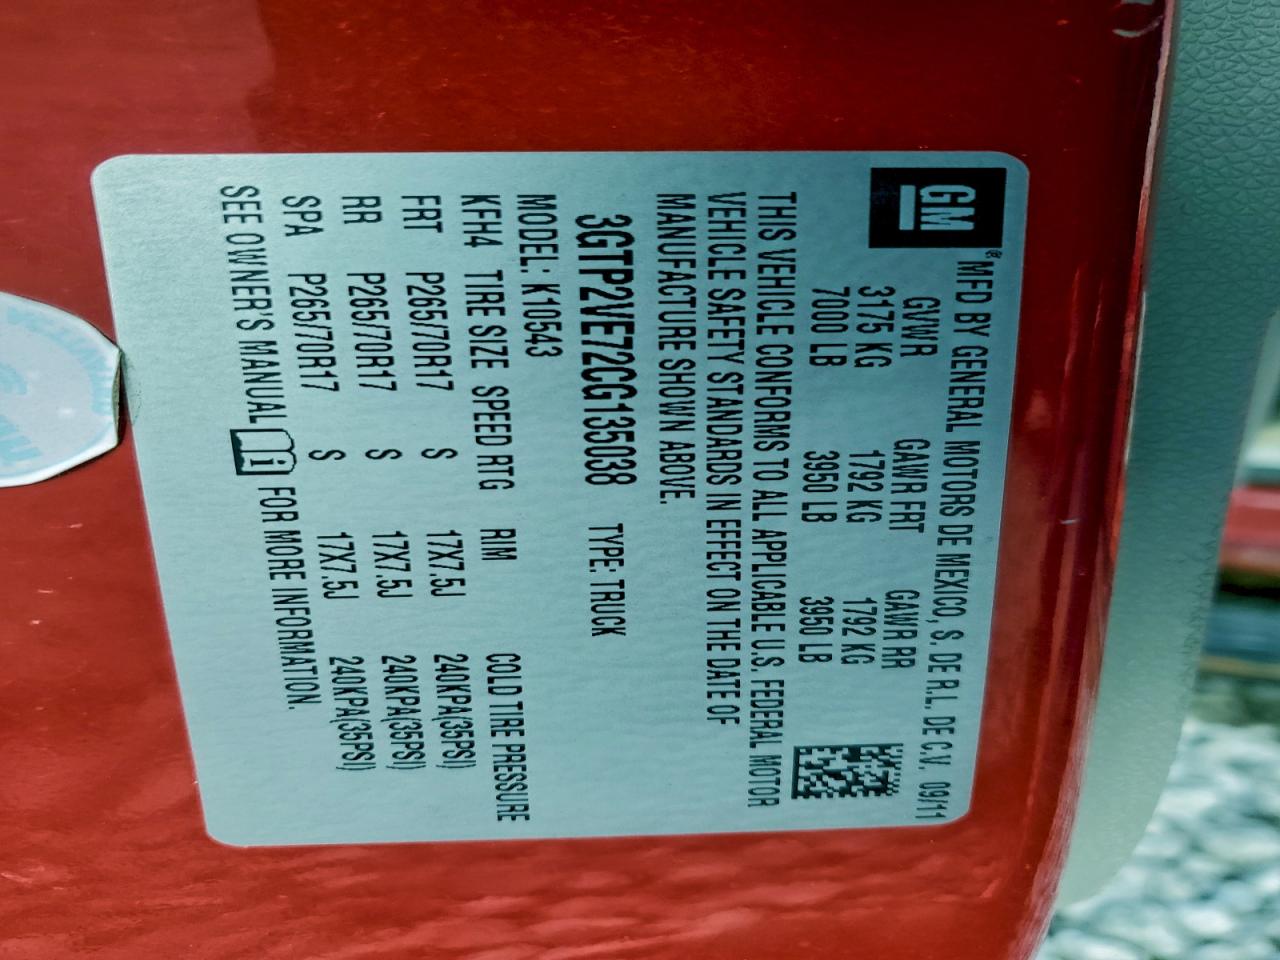 GM
®MFD BY GENERAL MOTORS DE MEXICO, S. DE R.L. DE C.V. 09/11
GVWR GAWR FRT GAWR RR
3175 KG 1792 KG 1792 KG
7000 LB 3950 LB 3950 LB
THIS VEHICLE CONFORMS TO ALL APPLICABLE U.S. FEDERAL MOTOR
VEHICLE SAFETY STANDARDS IN EFFECT ON THE DATE OF
MANUFACTURE SHOWN ABOVE.
3GTP2VE72CG135038 TYPE: TRUCK
MODEL: K10543
KFH4 TIRE SIZE SPEED RTG RIM COLD TIRE PRESSURE
FRT P265/70R17 S 17X7.5J 240KPA(35PSI)
RR P265/70R17 S 17X7.5J 240KPA(35PSI)
SPA P265/70R17 S 17X7.5J 240KPA(35PSI)
SEE OWNER'S MANUAL i FOR MORE INFORMATION.